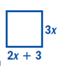 3x
2x + 3